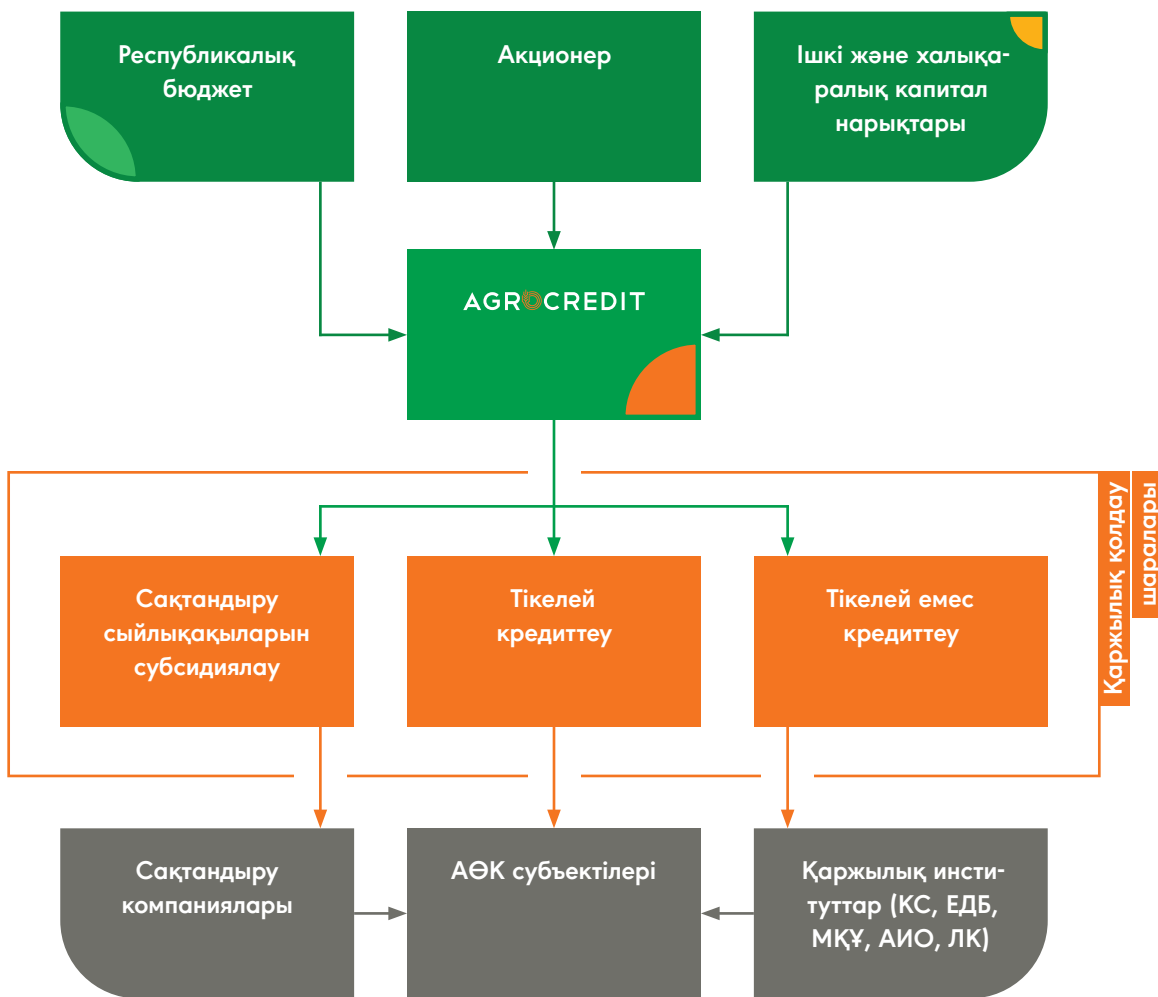 Республикалық
бюджет
Акционер
Ішкі және халықа-
ралық капитал
нарықтары
AGROCREDIT
Қаржылық қолдау
шаралары
Сақтандыру
сыйлықақыларын
субсидиялау
Тікелей
кредиттеу
Тікелей емес
кредиттеу
Сақтандыру
компаниялары
АӨК субъектілері
Қаржылық инсти-
туттар (КС, ЕДБ,
МҚҰ, АИО, ЛК)